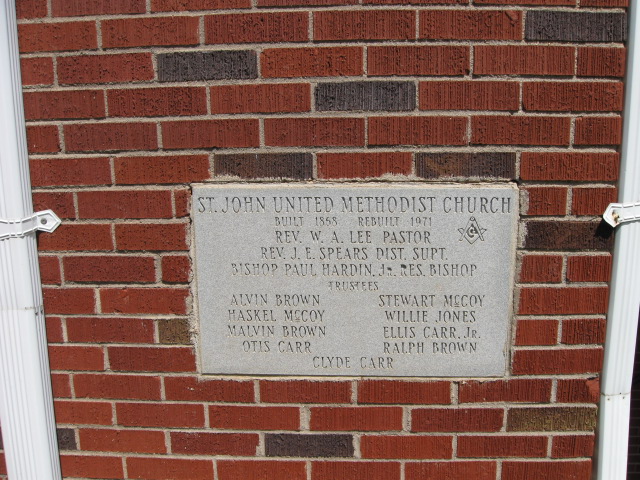 ST. JOHN UNITED METHODIST CHURCH
BUILT 1868 REBUILT 1971
REV. W. A. LEE PASTOR
REV. J. E. SPEARS DIST. SUPT.
BISHOP PAUL HARDIN, JR. RES. BISHOP
TRUSTEES
ALVIN BROWN STEWART McCOY
HASKEL McCOY WILLIE JONES
MALVIN BROWN ELLIS CARR, JR.
OTIS CARR RALPH BROWN
CLYDE CARR
G